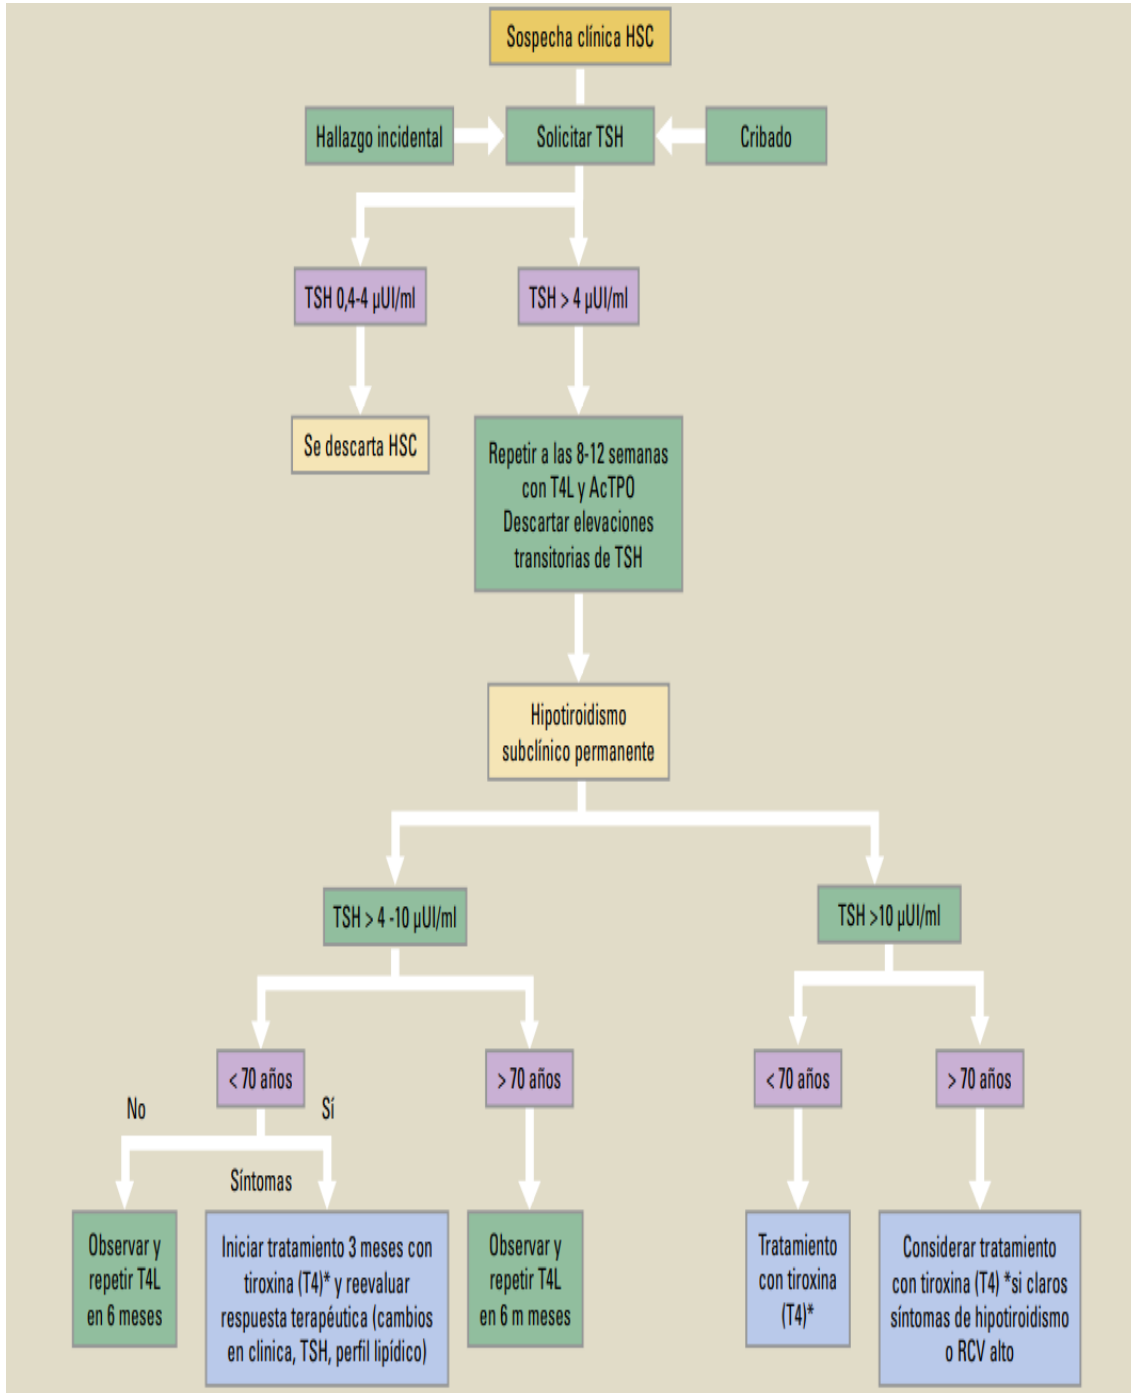 Sospecha clínica HSC
Hallazgo incidental
Solicitar TSH
Cribado
TSH 0,4-4 µUI/ml
TSH > 4 µUI/ml
Se descarta HSC
Repetir a las 8-12 semanas
con T4L y AcTPO
Descartar elevaciones
transitorias de TSH
Hipotiroidismo
subclínico permanente
TSH > 4 -10 µUI/ml
TSH >10 µUI/ml
< 70 años
> 70 años
< 70 años
> 70 años
No
Sí
Síntomas
Observar y
repetir T4L
en 6 meses
Iniciar tratamiento 3 meses con
tiroxina (T4)* y reevaluar
respuesta terapéutica (cambios
en clinica, TSH, perfil lipídico)
Observar y
repetir T4L
en 6 m meses
Tratamiento
con tiroxina
(T4)*
Considerar tratamiento
con tiroxina (T4) *si claros
síntomas de hipotiroidismo
o RCV alto